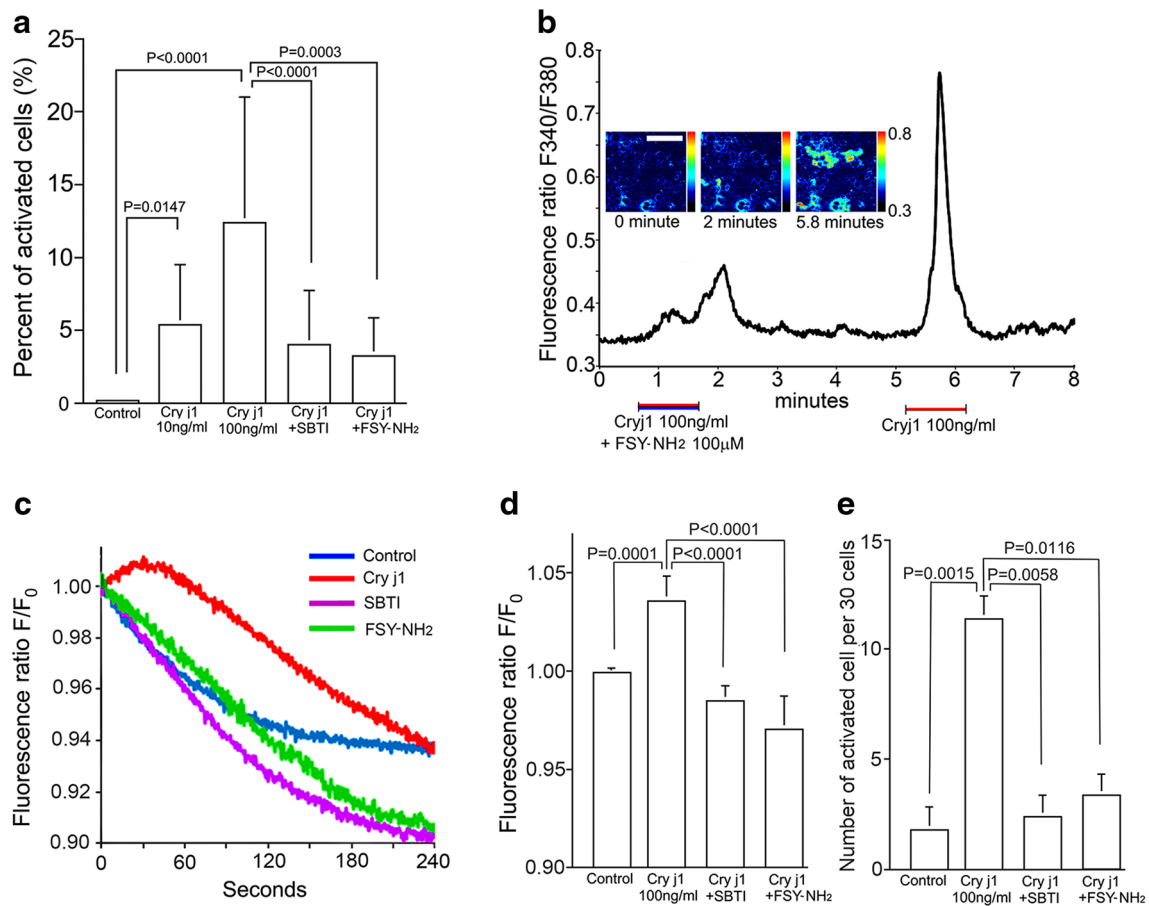 a
Percent of activated cells (%)
25
20
15
10
5
0
P<0.0001
P=0.0003
P<0.0001
P=0.0147
Control
Cry j1
10ng/ml
Cry j1
100ng/ml
Cry j1
+SBTI
Cry j1
+FSY-NH2
b
Fluorescence ratio F340/F380
0.8
0.7
0.6
0.5
0.4
0.3
0.8
0.3
0 minute
2 minutes
5.8 minutes
0 1 2 3 4 5 6 7 8
minutes
Cryj1 100ng/ml
+ FSY-NH2 100µM
Cryj1 100ng/ml
c
Fluorescence ratio F/F0
1.00
0.98
0.96
0.94
0.92
0.90
Control
Cry j1
SBTI
FSY-NH2
0 60 120 180 240
Seconds
d
Fluorescence ratio F/F0
1.05
1.00
0.95
0.90
P<0.0001
P=0.0001
P<0.0001
Control
Cry j1
100ng/ml
Cry j1
+SBTI
Cry j1
+FSY-NH2
e
Number of activated cell per 30 cells
15
10
5
0
P=0.0116
P=0.0015
P=0.0058
Control
Cry j1
100ng/ml
Cry j1
+SBTI
Cry j1
+FSY-NH2